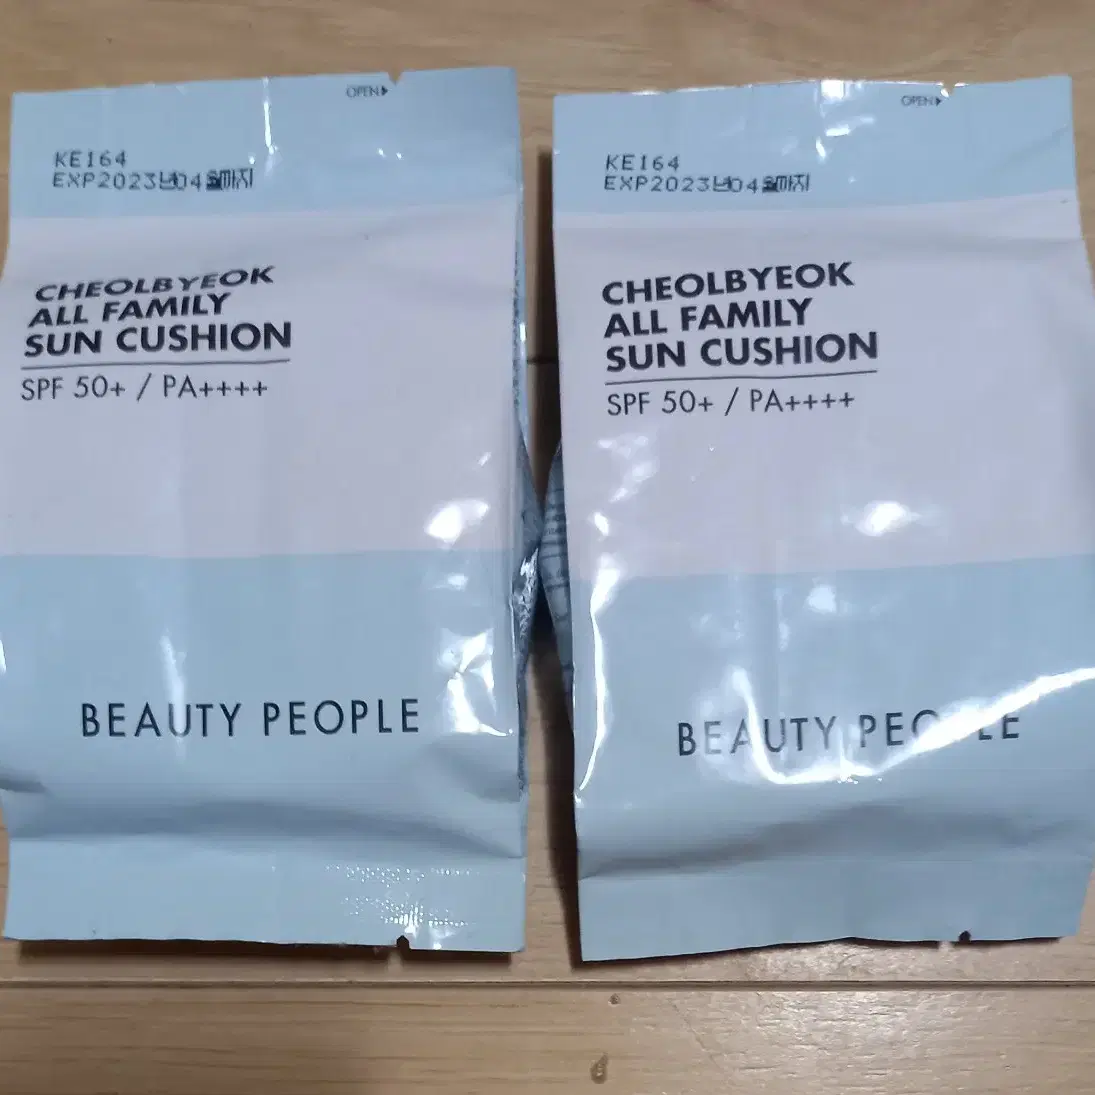 OPEN
KE164
EXP2023년04월까지
CHEOLBYEOK
ALL FAMILY
SUN CUSHION
SPF 50+ / PA++++
BEAUTY PEOPLE
OPEN
KE164
EXP2023년04월까지
CHEOLBYEOK
ALL FAMILY
SUN CUSHION
SPF 50+ / PA++++
BEAUTY PEOPLE